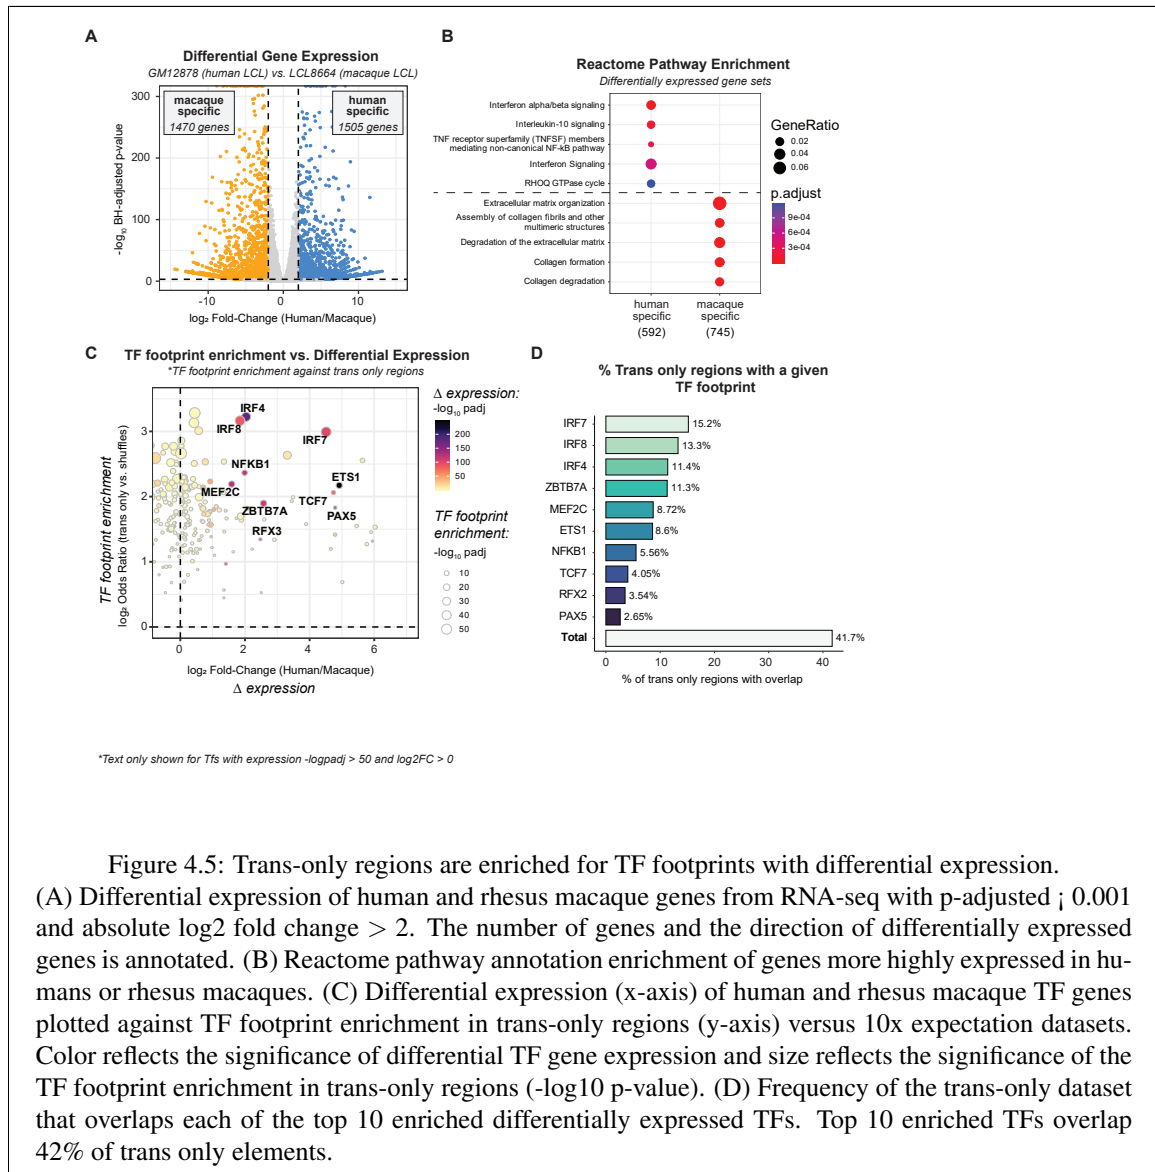 A
Differential Gene Expression
GM12878 (human LCL) vs. LCL8664 (macaque LCL)
macaque specific
1470 genes
human specific
1505 genes
-log₁₀ BH-adjusted p-value
300
200
100
0
-10
0
10
log₂ Fold-Change (Human/Macaque)
B
Reactome Pathway Enrichment
Differentially expressed gene sets
Interferon alpha/beta signaling
Interleukin-10 signaling
TNF receptor superfamily (TNFSF) members
mediating non-canonical NF-kB pathway
Interferon Signaling
RHOQ GTPase cycle
Extracellular matrix organization
Assembly of collagen fibrils and other
multimeric structures
Degradation of the extracellular matrix
Collagen formation
Collagen degradation
human
specific
(592)
macaque
specific
(745)
GeneRatio
0.02
0.04
0.06
p.adjust
9e-04
6e-04
3e-04
C
TF footprint enrichment vs. Differential Expression
*TF footprint enrichment against trans only regions
TF footprint enrichment
log₂ Odds Ratio (trans only vs. shuffles)
3
2
1
0
IRF4
IRF8
IRF7
NFKB1
ETS1
MEF2C
TCF7
ZBTB7A
PAX5
RFX3
0
2
4
6
log₂ Fold-Change (Human/Macaque)
Δ expression
Δ expression:
-log₁₀ padj
200
150
100
50
TF footprint
enrichment:
-log₁₀ padj
10
20
30
40
50
D
% Trans only regions with a given
TF footprint
IRF7 15.2%
IRF8 13.3%
IRF4 11.4%
ZBTB7A 11.3%
MEF2C 8.72%
ETS1 8.6%
NFKB1 5.56%
TCF7 4.05%
RFX2 3.54%
PAX5 2.65%
Total 41.7%
0
10
20
30
40
% of trans only regions with overlap
*Text only shown for Tfs with expression -logpadj > 50 and log2FC > 0
Figure 4.5: Trans-only regions are enriched for TF footprints with differential expression.
(A) Differential expression of human and rhesus macaque genes from RNA-seq with p-adjusted ¡ 0.001
and absolute log2 fold change > 2. The number of genes and the direction of differentially expressed
genes is annotated. (B) Reactome pathway annotation enrichment of genes more highly expressed in hu-
mans or rhesus macaques. (C) Differential expression (x-axis) of human and rhesus macaque TF genes
plotted against TF footprint enrichment in trans-only regions (y-axis) versus 10x expectation datasets.
Color reflects the significance of differential TF gene expression and size reflects the significance of the
TF footprint enrichment in trans-only regions (-log10 p-value). (D) Frequency of the trans-only dataset
that overlaps each of the top 10 enriched differentially expressed TFs. Top 10 enriched TFs overlap
42% of trans only elements.